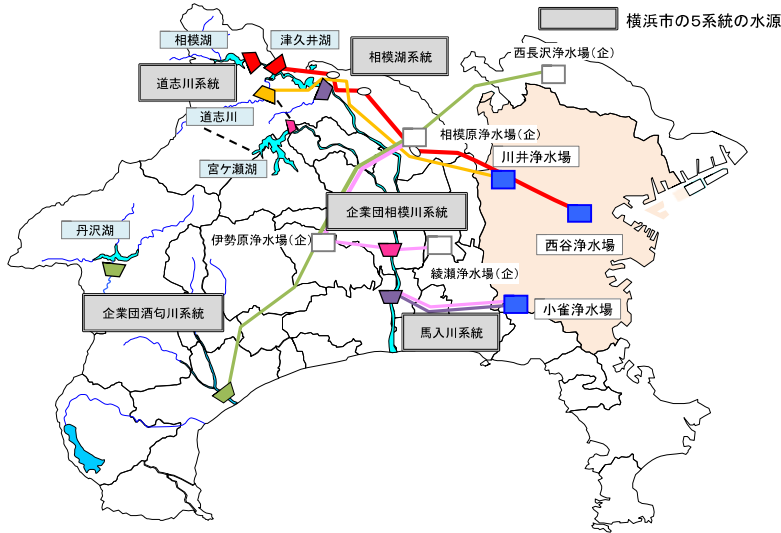 横浜市の5系統の水源
相模湖
津久井湖
相模湖系統
西長沢浄水場(企)
道志川系統
道志川
相模原浄水場(企)
川井浄水場
宮ケ瀬湖
企業団相模川系統
丹沢湖
伊勢原浄水場(企)
西谷浄水場
綾瀬浄水場(企)
企業団酒匂川系統
小雀浄水場
馬入川系統